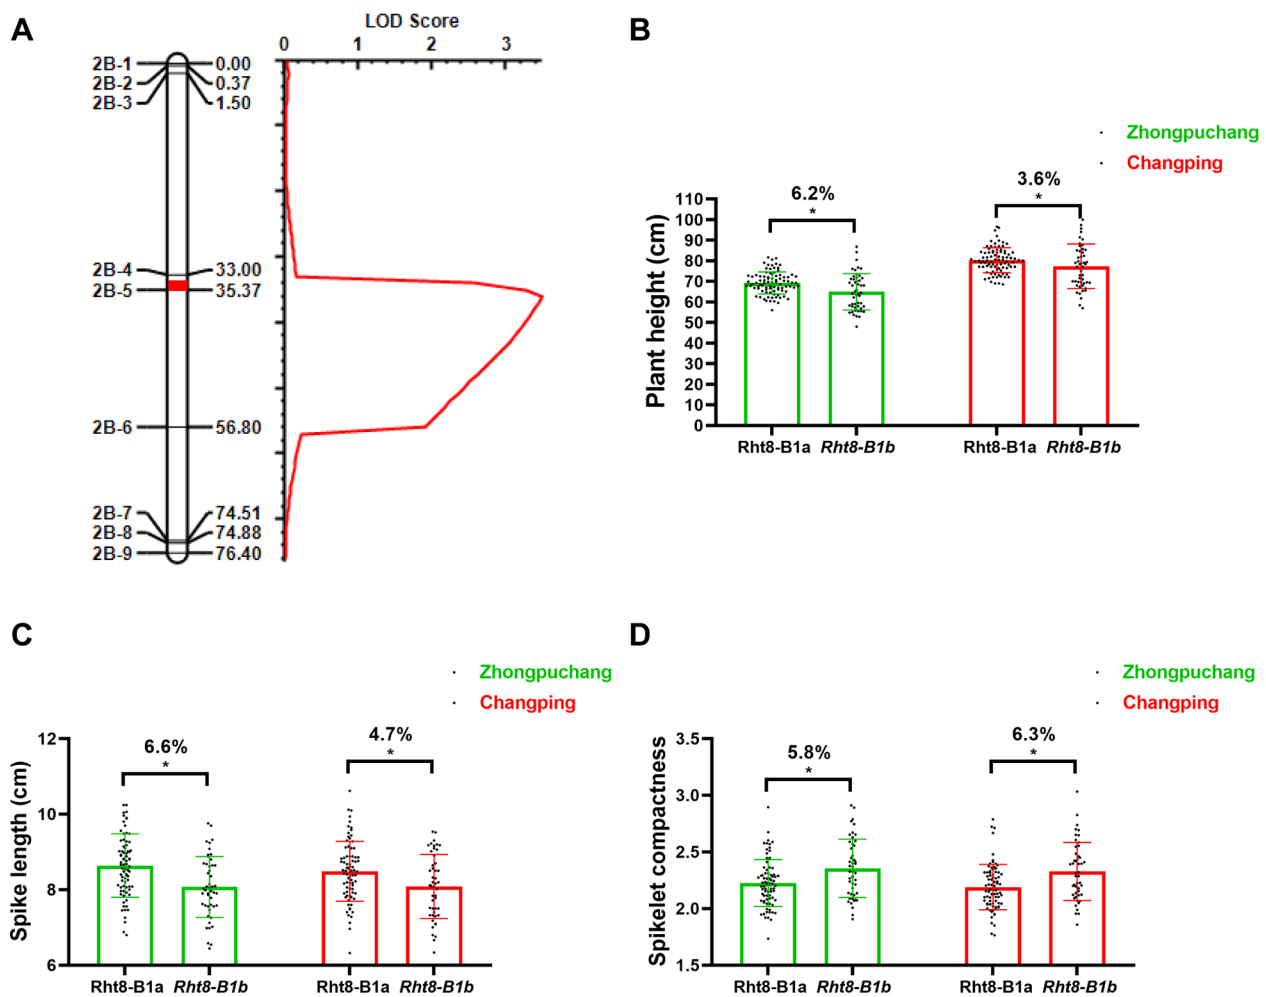 A
LOD Score
0 1 2 3
2B-1 0.00
2B-2 0.37
2B-3 1.50
2B-4 33.00
2B-5 35.37
2B-6 56.80
2B-7 74.51
2B-8 74.88
2B-9 76.40
B
Zhongpuchang
Changping
Plant height (cm)
110
100
90
80
70
60
50
40
30
20
10
0
6.2%
*
3.6%
*
Rht8-B1a Rht8-B1b Rht8-B1a Rht8-B1b
C
Zhongpuchang
Changping
Spike length (cm)
12
10
8
6
6.6%
*
4.7%
*
Rht8-B1a Rht8-B1b Rht8-B1a Rht8-B1b
D
Zhongpuchang
Changping
Spikelet compactness
3.5
3.0
2.5
2.0
1.5
5.8%
*
6.3%
*
Rht8-B1a Rht8-B1b Rht8-B1a Rht8-B1b